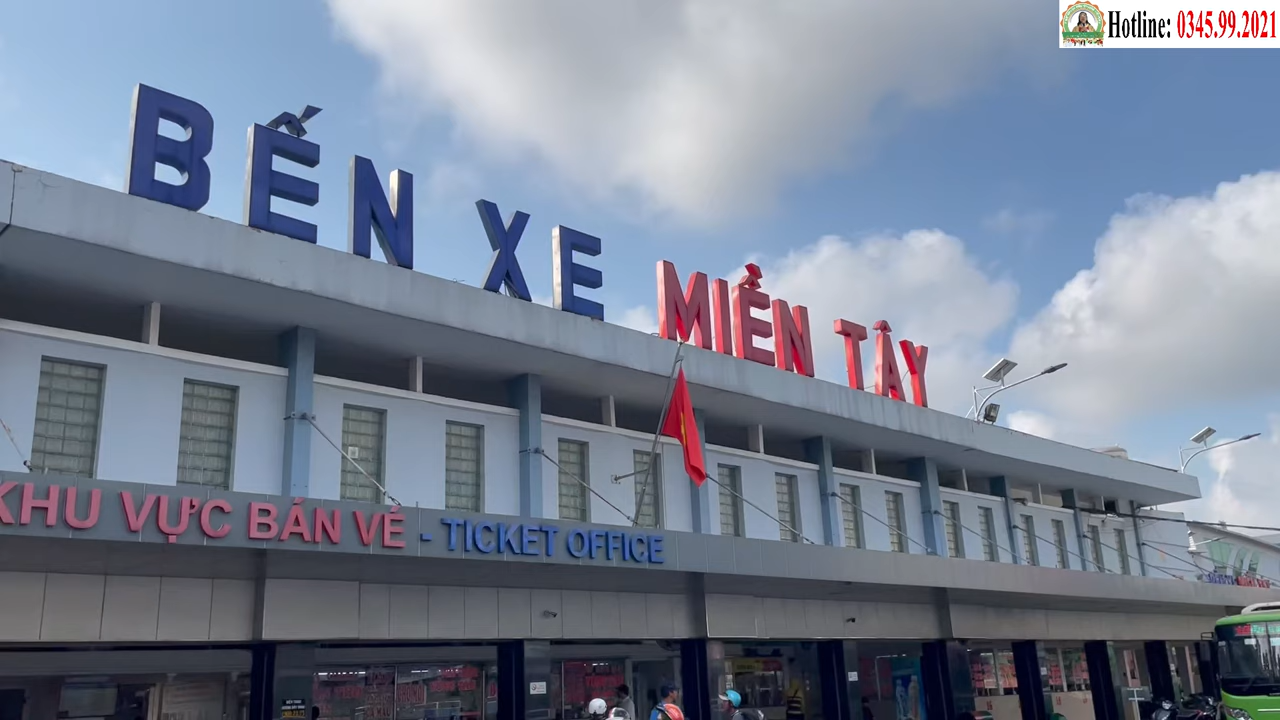 Hotline: 0345.99.2021
BẾN XE MIỀN TÂY
KHU VỰC BÁN VÉ - TICKET OFFICE